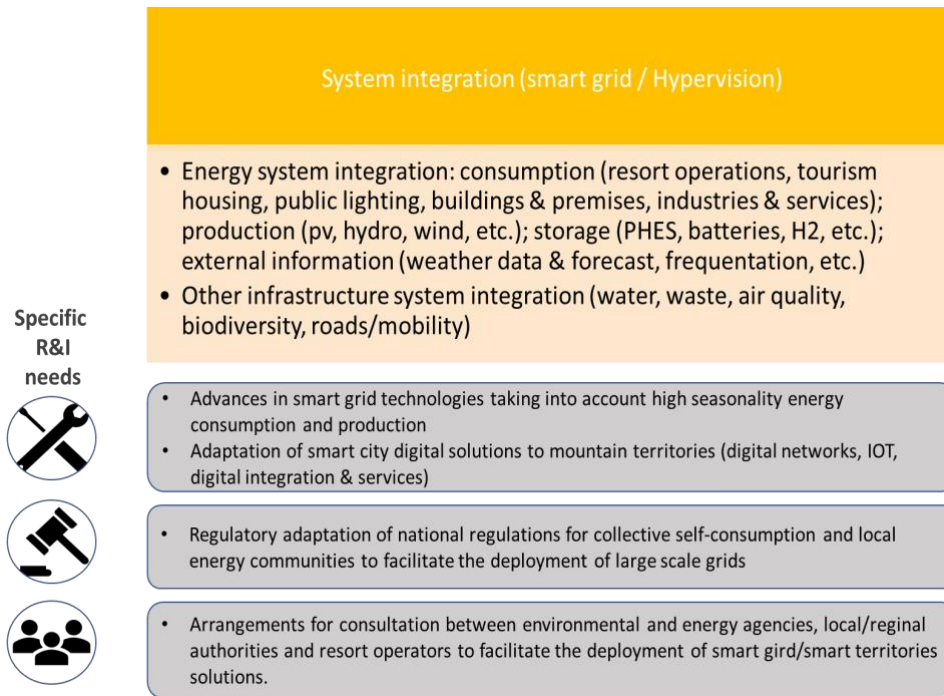 System integration (smart grid / Hypervision)
• Energy system integration: consumption (resort operations, tourism
housing, public lighting, buildings & premises, industries & services);
production (pv, hydro, wind, etc.); storage (PHES, batteries, H2, etc.);
external information (weather data & forecast, frequentation, etc.)
• Other infrastructure system integration (water, waste, air quality,
biodiversity, roads/mobility)
Specific
R&I
needs
• Advances in smart grid technologies taking into account high seasonality energy
consumption and production
• Adaptation of smart city digital solutions to mountain territories (digital networks, IOT,
digital integration & services)
• Regulatory adaptation of national regulations for collective self-consumption and local
energy communities to facilitate the deployment of large scale grids
• Arrangements for consultation between environmental and energy agencies, local/reginal
authorities and resort operators to facilitate the deployment of smart gird/smart territories
solutions.